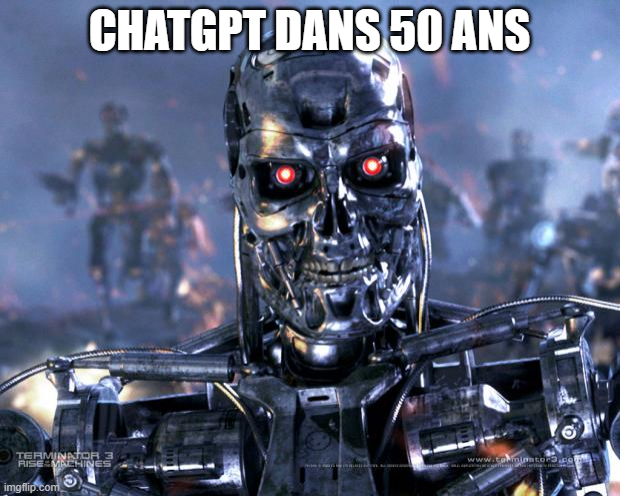 CHATGPT DANS 50 ANS
TERMINATOR 3
RISE OF THE MACHINES
www.terminator3.com
imgflip.com